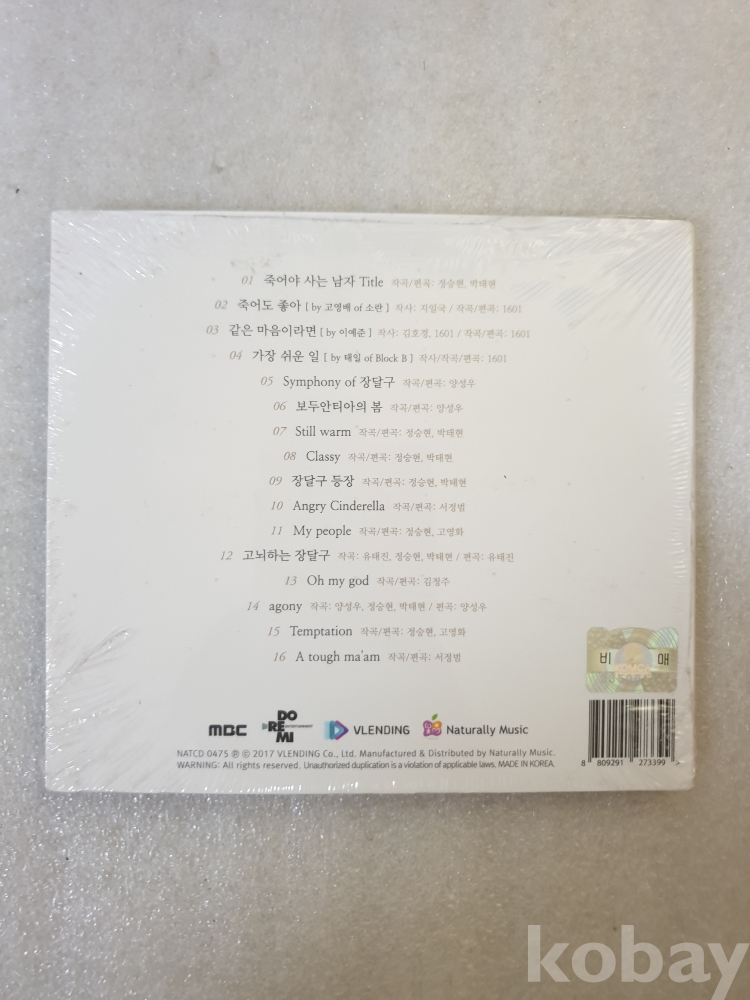 01 죽어야 사는 남자 Title 작곡/편곡: 정승현, 박태현
02 죽어도 좋아 [ by 고영배 of 소란 ] 작사: 지일국 / 작곡/편곡: 1601
03 같은 마음이라면 [ by 이예준 ] 작사: 김호경, 1601 / 작곡/편곡: 1601
04 가장 쉬운 일 [ by 태일 of Block B ] 작사/작곡/편곡: 1601
05 Symphony of 장달구 작곡/편곡: 양성우
06 보두안티아의 봄 작곡/편곡: 양성우
07 Still warm 작곡/편곡: 정승현, 박태현
08 Classy 작곡/편곡: 정승현, 박태현
09 장달구 등장 작곡/편곡: 정승현, 박태현
10 Angry Cinderella 작곡/편곡: 서정범
11 My people 작곡/편곡: 정승현, 고영화
12 고뇌하는 장달구 작곡: 유태진, 정승현, 박태현 / 편곡: 유태진
13 Oh my god 작곡/편곡: 김정주
14 agony 작곡: 양성우, 정승현, 박태현 / 편곡: 양성우
15 Temptation 작곡/편곡: 정승현, 고영화
16 A tough ma'am 작곡/편곡: 서정범
비 매
KOMCA
MBC DO RE MI ENTERTAINMENT VLENDING Naturally Music
NATCD 0475 ℗ © 2017 VLENDING Co., Ltd. Manufactured & Distributed by Naturally Music.
WARNING: All rights reserved. Unauthorized duplication is a violation of applicable laws. MADE IN KOREA.
8 809291 273399 >
kobay